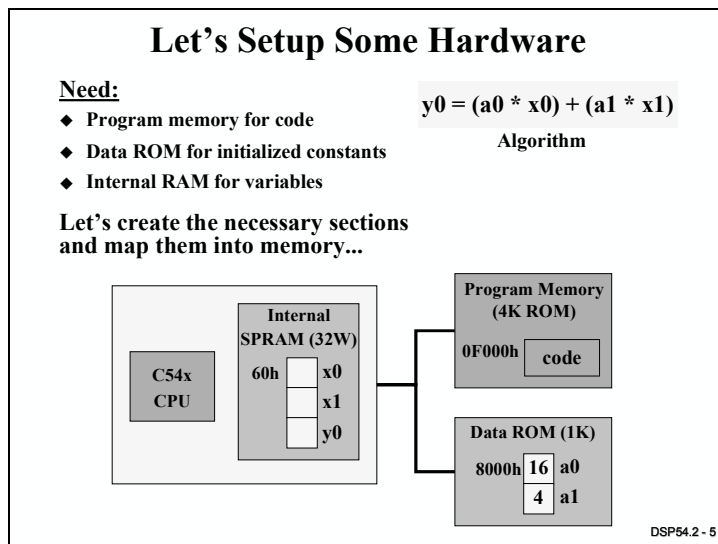 Let's Setup Some Hardware
Need:
◆ Program memory for code
◆ Data ROM for initialized constants
◆ Internal RAM for variables
y0 = (a0 * x0) + (a1 * x1)
Algorithm
Let's create the necessary sections
and map them into memory...
C54x
CPU
Internal
SPRAM (32W)
60h x0
x1
y0
Program Memory
(4K ROM)
0F000h code
Data ROM (1K)
8000h 16 a0
4 a1
DSP54.2 - 5